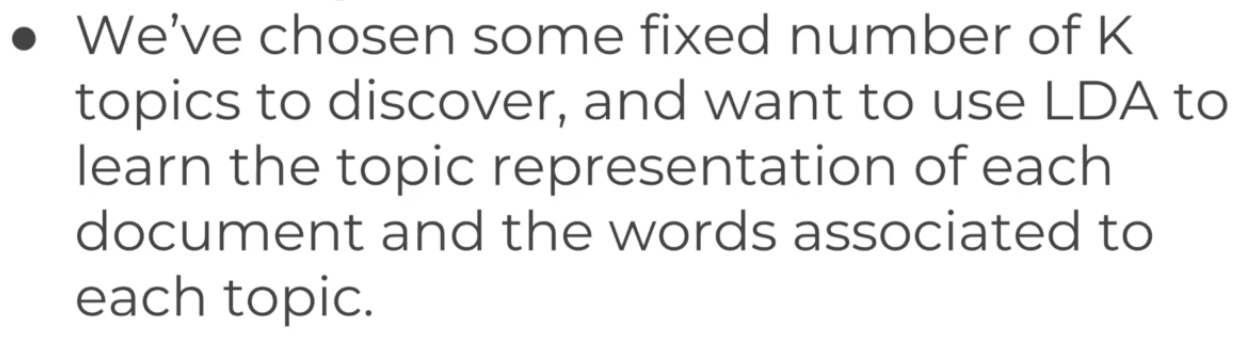 ● We’ve chosen some fixed number of K
topics to discover, and want to use LDA to
learn the topic representation of each
document and the words associated to
each topic.